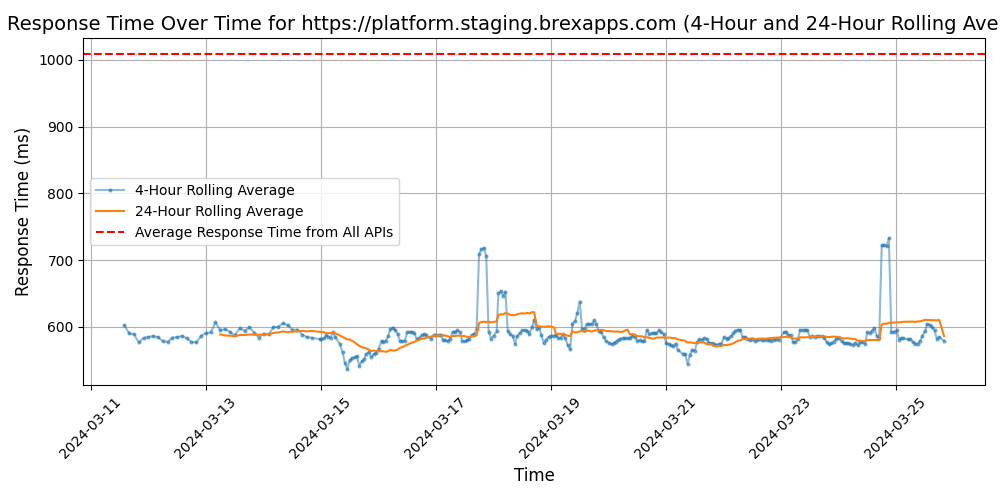 Response Time Over Time for https://platform.staging.brexapps.com (4-Hour and 24-Hour Rolling Ave
Response Time (ms)
1000
900
800
700
600
4-Hour Rolling Average
24-Hour Rolling Average
Average Response Time from All APIs
2024-03-11
2024-03-13
2024-03-15
2024-03-17
2024-03-19
2024-03-21
2024-03-23
2024-03-25
Time